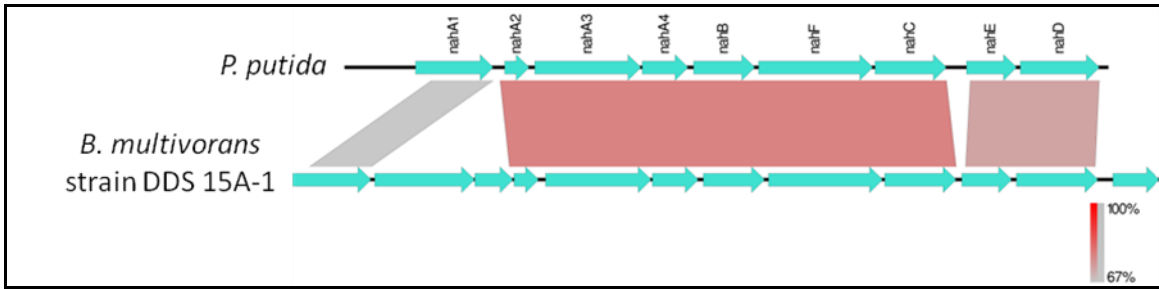 nahA1 nahA2 nahA3 nahA4 nahB nahF nahC nahE nahD
P. putida
B. multivorans
strain DDS 15A-1
100%
67%